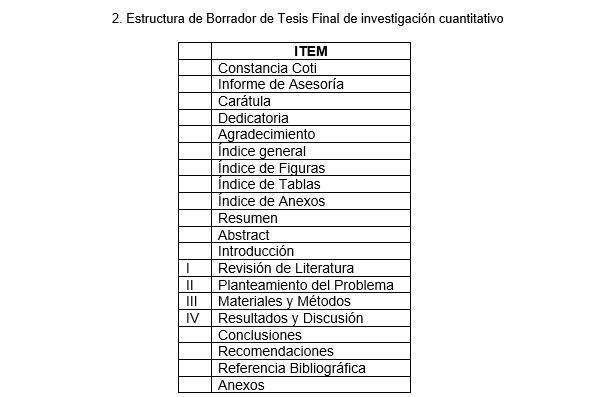 2. Estructura de Borrador de Tesis Final de investigación cuantitativo
ITEM
Constancia Coti
Informe de Asesoría
Carátula
Dedicatoria
Agradecimiento
Índice general
Índice de Figuras
Índice de Tablas
Índice de Anexos
Resumen
Abstract
Introducción
I Revisión de Literatura
II Planteamiento del Problema
III Materiales y Métodos
IV Resultados y Discusión
Conclusiones
Recomendaciones
Referencia Bibliográfica
Anexos